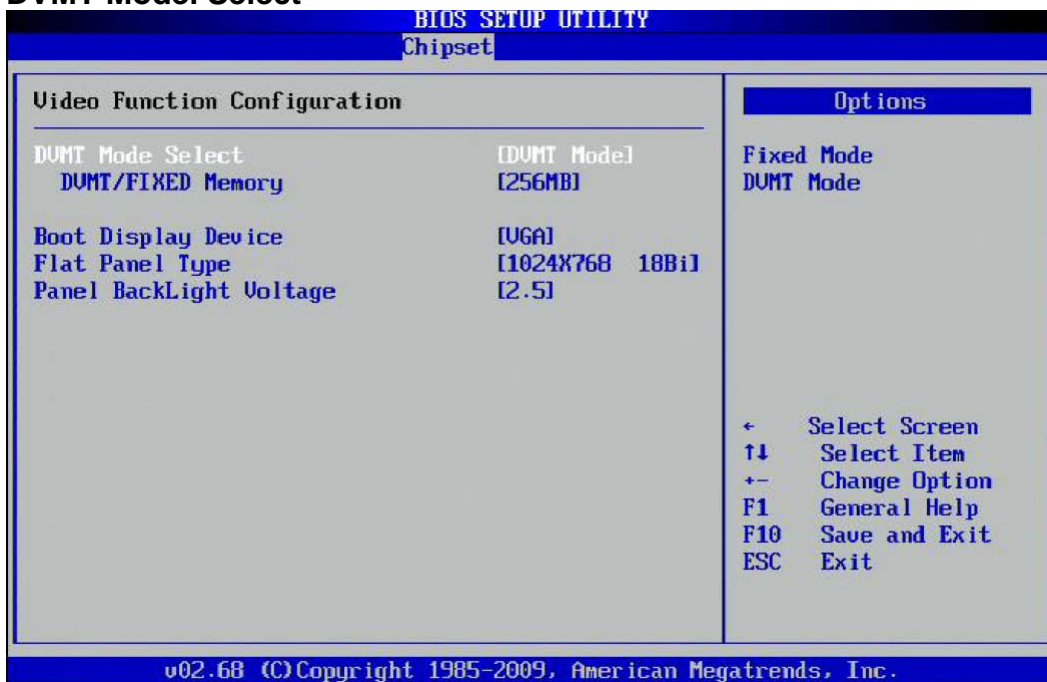 DVMT Model Select
BIOS SETUP UTILITY
Chipset
Video Function Configuration
DVMT Mode Select [DVMT Mode]
DVMT/FIXED Memory [256MB]
Boot Display Device [VGA]
Flat Panel Type [1024X768 18Bi]
Panel BackLight Voltage [2.5]
Options
Fixed Mode
DVMT Mode
← Select Screen
↑↓ Select Item
+- Change Option
F1 General Help
F10 Save and Exit
ESC Exit
v02.68 (C)Copyright 1985-2009, American Megatrends, Inc.